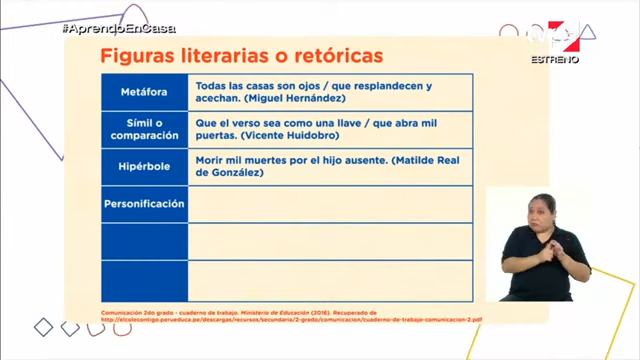 #AprendoEnCasa
ESTRENO
Figuras literarias o retóricas
Metáfora
Todas las casas son ojos / que resplandecen y
acechan. (Miguel Hernández)
Símil o
comparación
Que el verso sea como una llave / que abra mil
puertas. (Vicente Huidobro)
Hipérbole
Morir mil muertes por el hijo ausente. (Matilde Real
de González)
Personificación
Comunicación 2do grado - cuaderno de trabajo. Ministerio de Educación (2016). Recuperado de